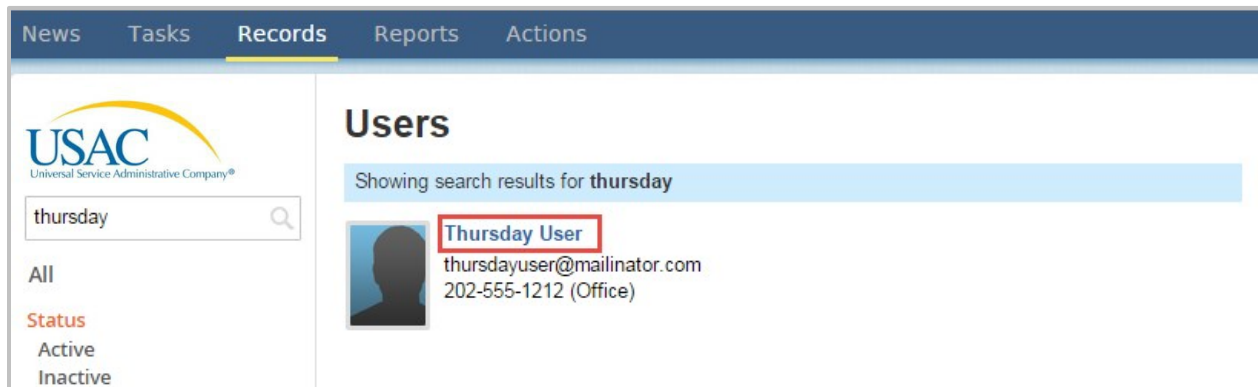 News Tasks Records Reports Actions
USAC
Universal Service Administrative Company®
thursday
All
Status
Active
Inactive
Users
Showing search results for thursday
Thursday User
thursdayuser@mailinator.com
202-555-1212 (Office)